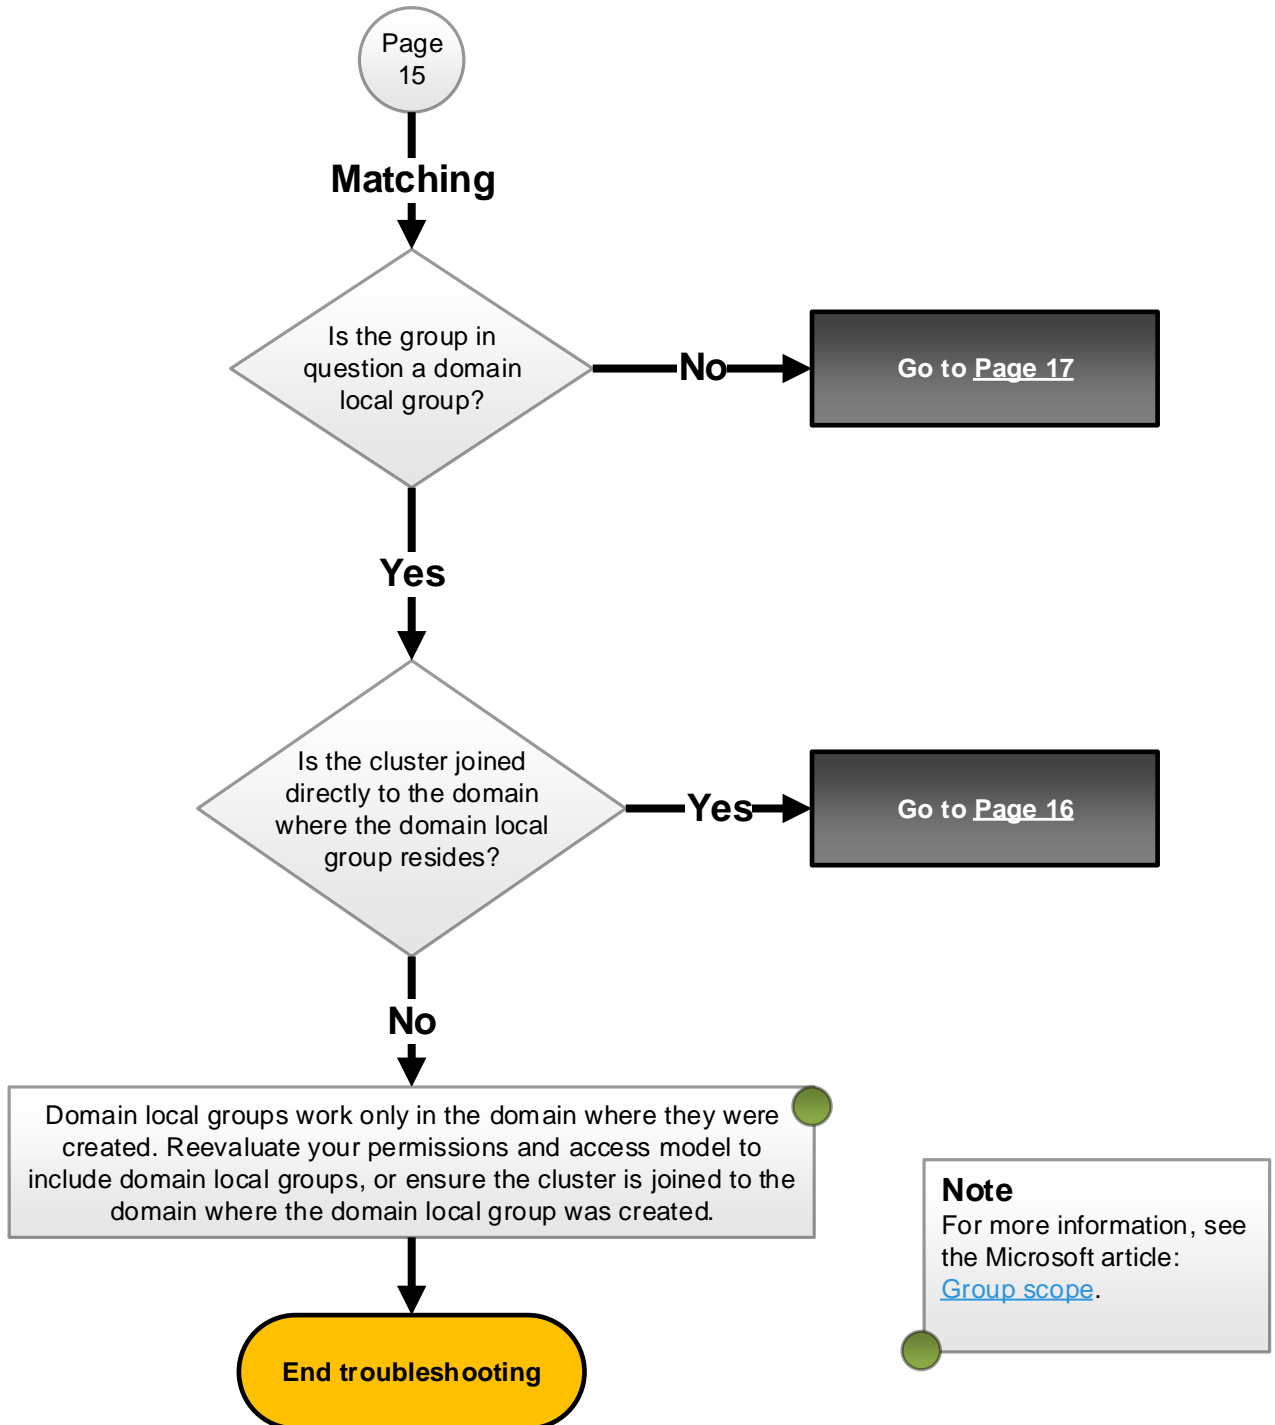 Page
15
Matching
Is the group in
question a domain
local group?
No
Go to Page 17
Yes
Is the cluster joined
directly to the domain
where the domain local
group resides?
Yes
Go to Page 16
No
Domain local groups work only in the domain where they were
created. Reevaluate your permissions and access model to
include domain local groups, or ensure the cluster is joined to the
domain where the domain local group was created.
Note
For more information, see
the Microsoft article:
Group scope.
End troubleshooting